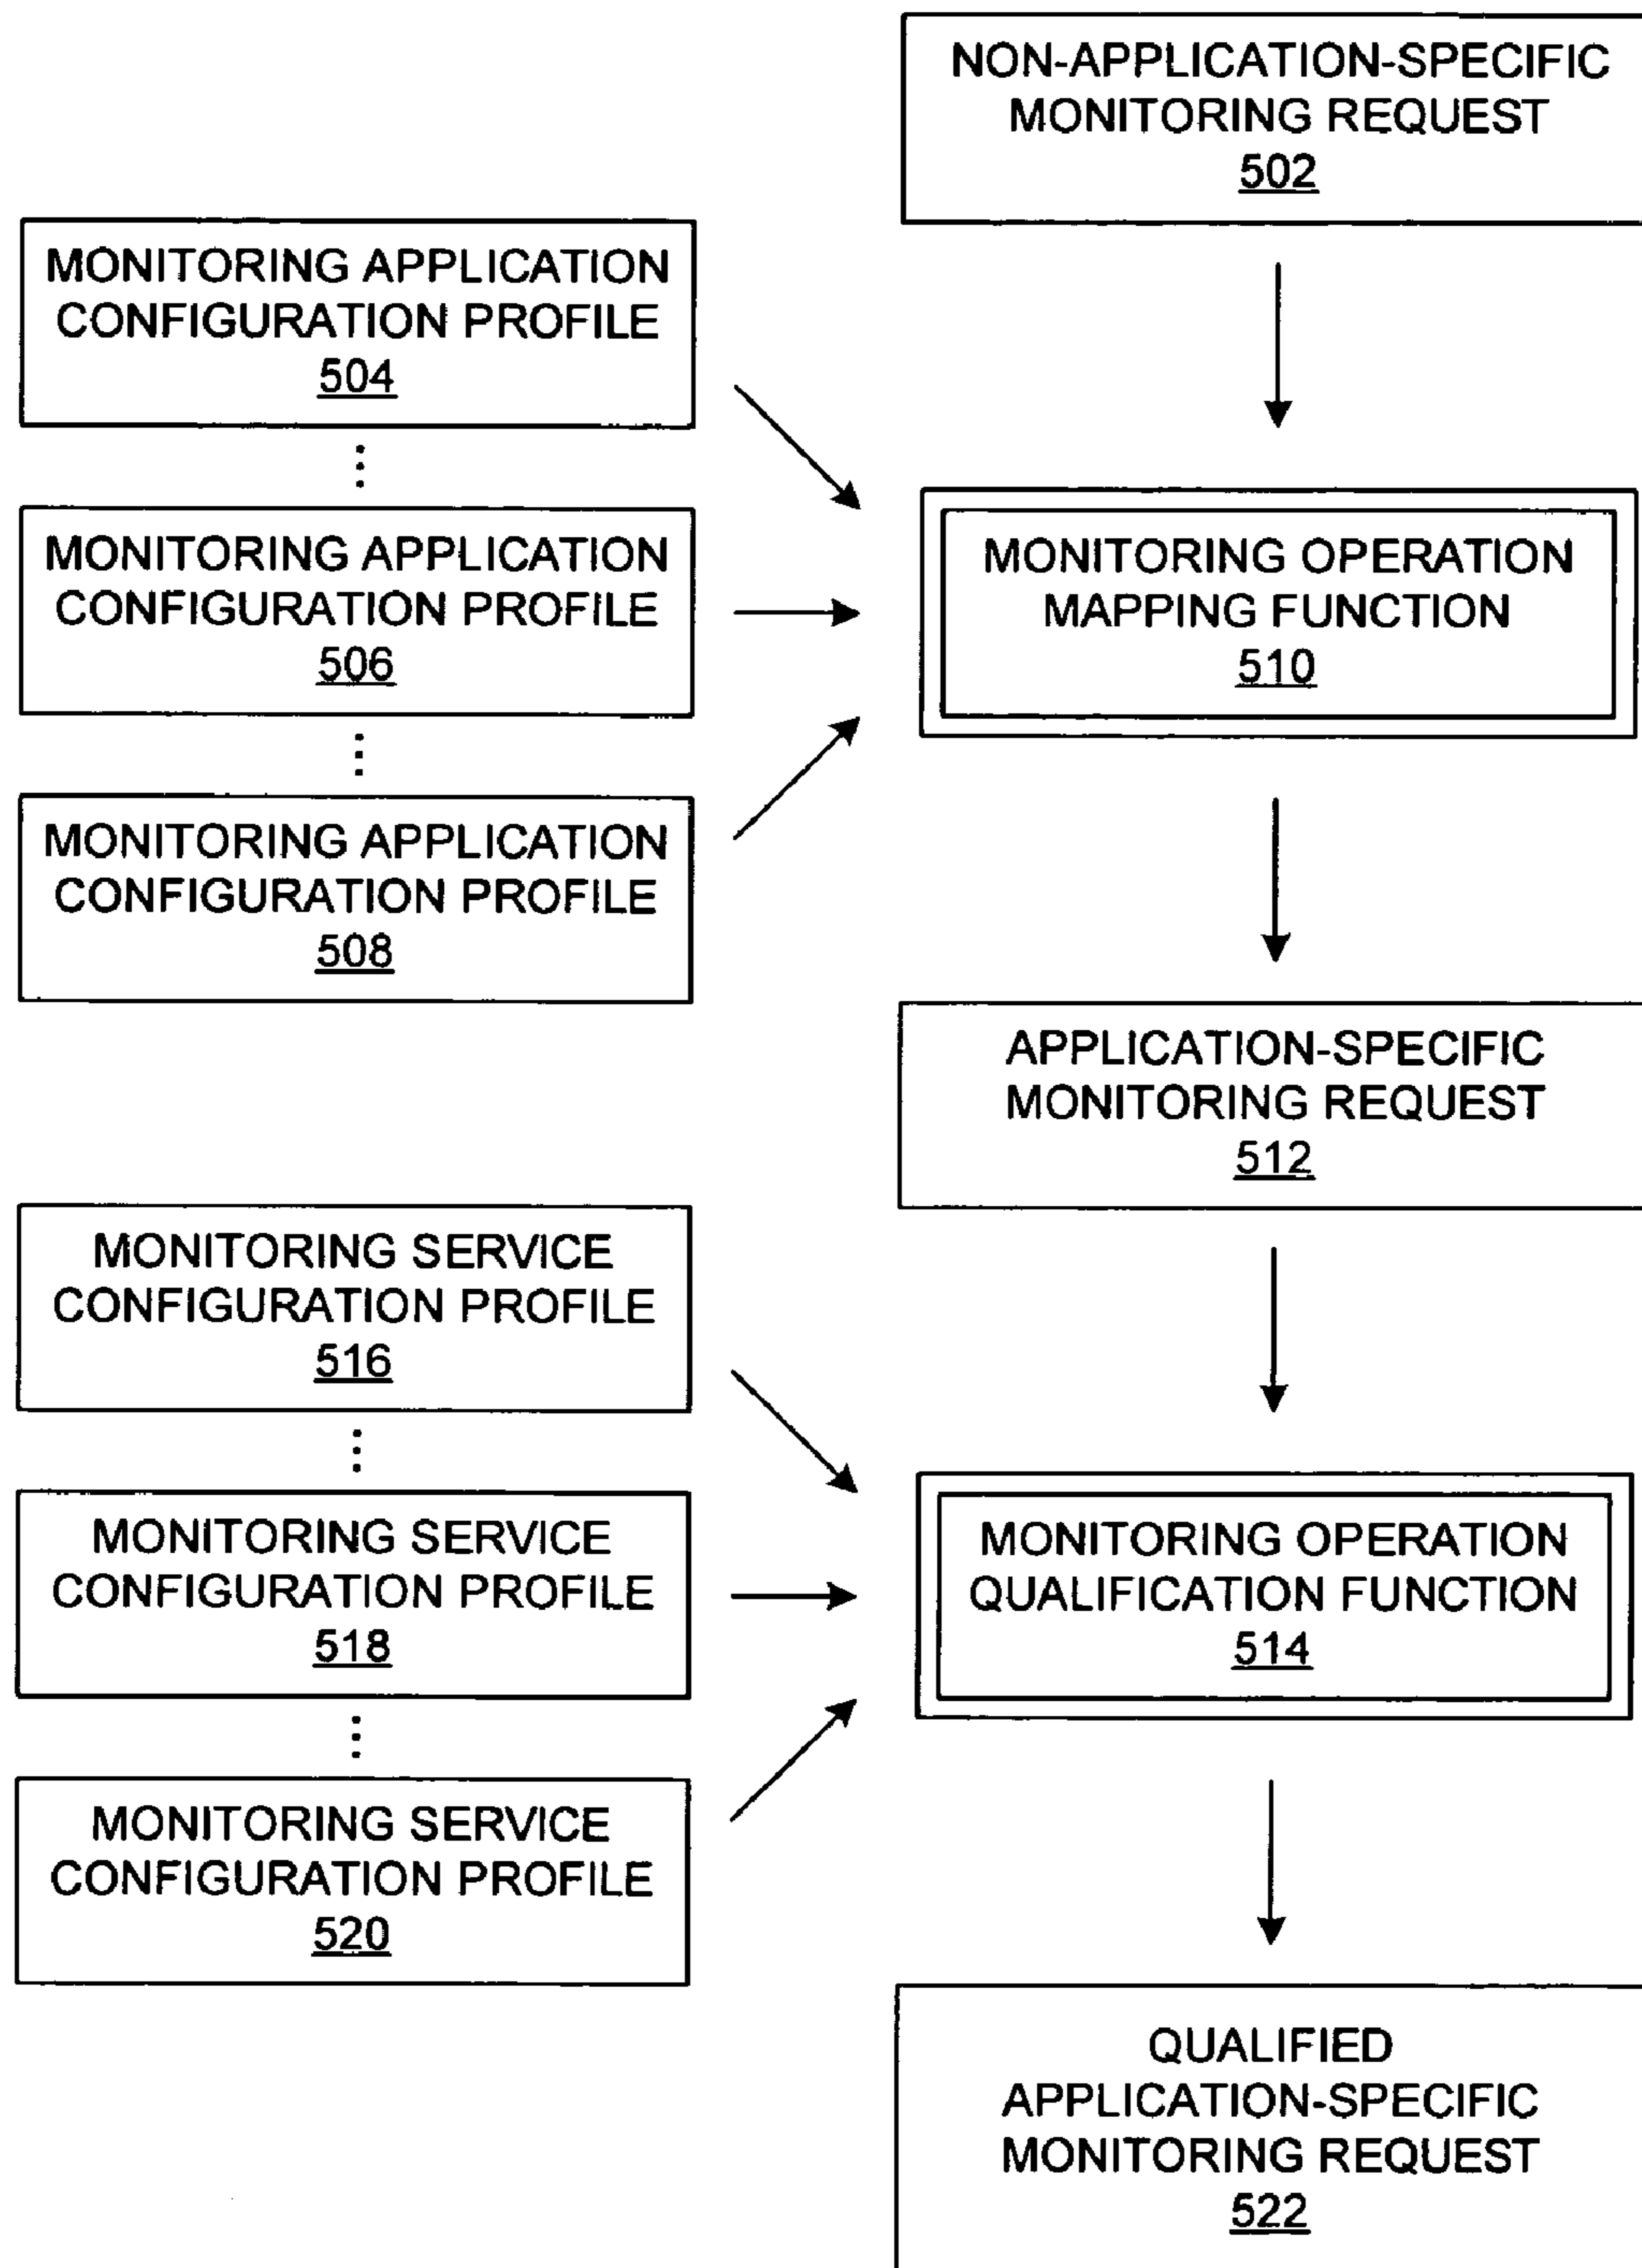 NON-APPLICATION-SPECIFIC
MONITORING REQUEST
502
MONITORING APPLICATION
CONFIGURATION PROFILE
504
MONITORING APPLICATION
CONFIGURATION PROFILE
506
MONITORING APPLICATION
CONFIGURATION PROFILE
508
MONITORING OPERATION
MAPPING FUNCTION
510
APPLICATION-SPECIFIC
MONITORING REQUEST
512
MONITORING SERVICE
CONFIGURATION PROFILE
516
MONITORING SERVICE
CONFIGURATION PROFILE
518
MONITORING SERVICE
CONFIGURATION PROFILE
520
MONITORING OPERATION
QUALIFICATION FUNCTION
514
QUALIFIED
APPLICATION-SPECIFIC
MONITORING REQUEST
522